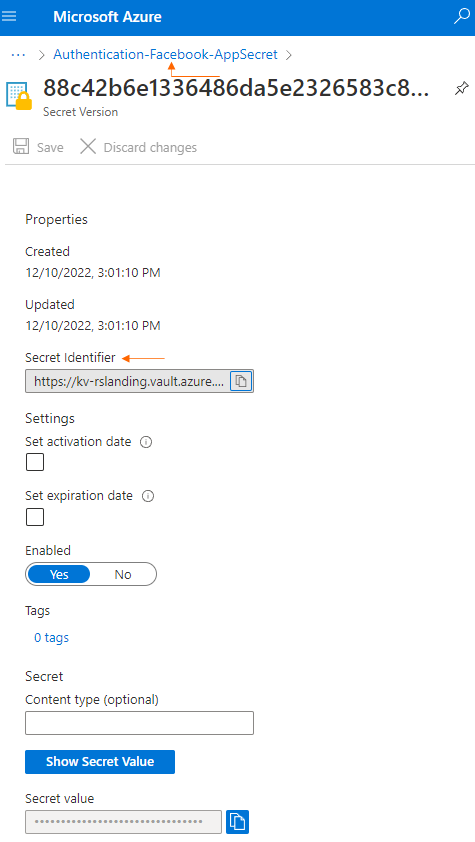 Microsoft Azure
··· > Authentication-Facebook-AppSecret >
88c42b6e1336486da5e2326583c8...
Secret Version
Save Discard changes
Properties
Created
12/10/2022, 3:01:10 PM
Updated
12/10/2022, 3:01:10 PM
Secret Identifier
https://kv-rslanding.vault.azure....
Settings
Set activation date
Set expiration date
Enabled
Yes No
Tags
0 tags
Secret
Content type (optional)
Show Secret Value
Secret value
••••••••••••••••••••••••••••••••